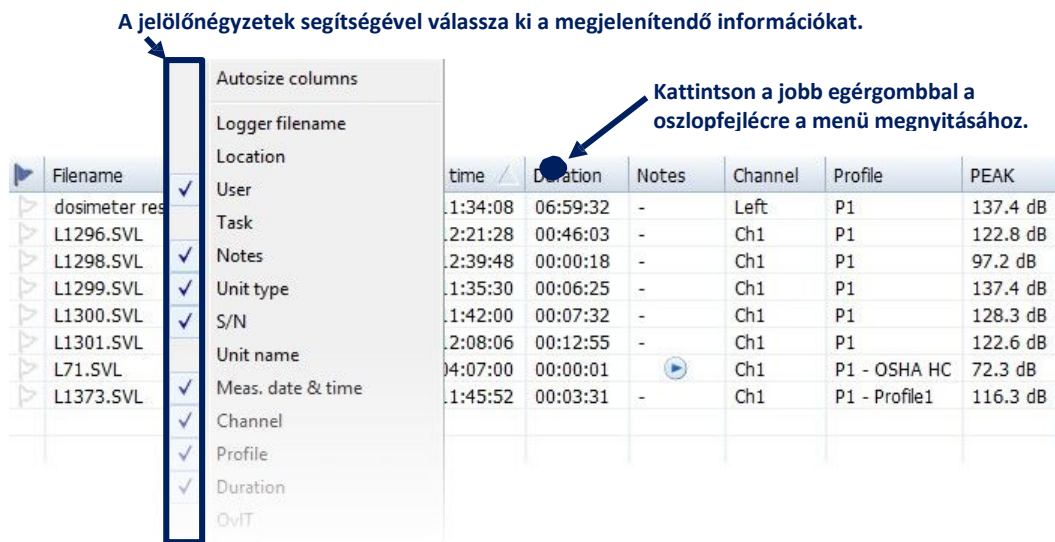 A jelölőnégyzetek segítségével válassza ki a megjelenítendő információkat.
Kattintson a jobb egérgombbal a
oszlopfejlécre a menü megnyitásához.
Autosize columns
Logger filename
Location
User
Task
Notes
Unit type
S/N
Unit name
Meas. date & time
Channel
Profile
Duration
OvlT
Filename time Duration Notes Channel Profile PEAK
dosimeter res 1:34:08 06:59:32 - Left P1 137.4 dB
L1296.SVL 2:21:28 00:46:03 - Ch1 P1 122.8 dB
L1298.SVL 2:39:48 00:00:18 - Ch1 P1 97.2 dB
L1299.SVL 1:35:30 00:06:25 - Ch1 P1 137.4 dB
L1300.SVL 1:42:00 00:07:32 - Ch1 P1 128.3 dB
L1301.SVL 2:08:06 00:12:55 - Ch1 P1 122.6 dB
L71.SVL 04:07:00 00:00:01 Ch1 P1 - OSHA HC 72.3 dB
L1373.SVL 1:45:52 00:03:31 - Ch1 P1 - Profile1 116.3 dB